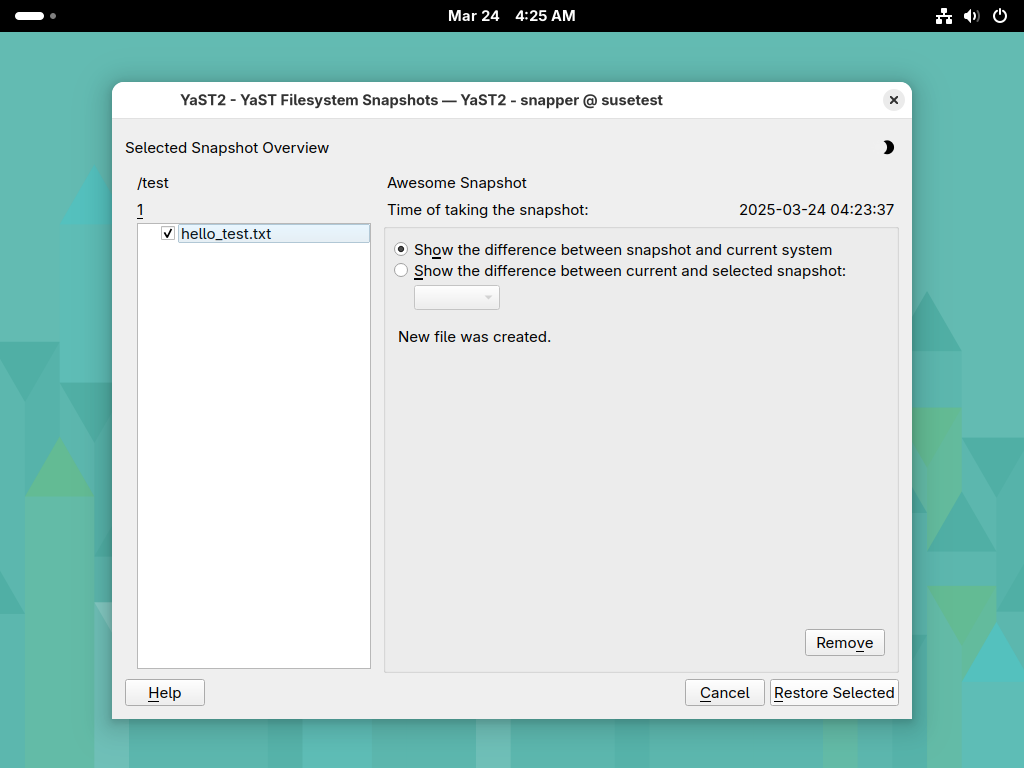 Mar 24 4:25 AM
YaST2 - YaST Filesystem Snapshots — YaST2 - snapper @ susetest
Selected Snapshot Overview
/test
Awesome Snapshot
1
Time of taking the snapshot: 2025-03-24 04:23:37
hello_test.txt
Show the difference between snapshot and current system
Show the difference between current and selected snapshot:
New file was created.
Remove
Help
Cancel
Restore Selected